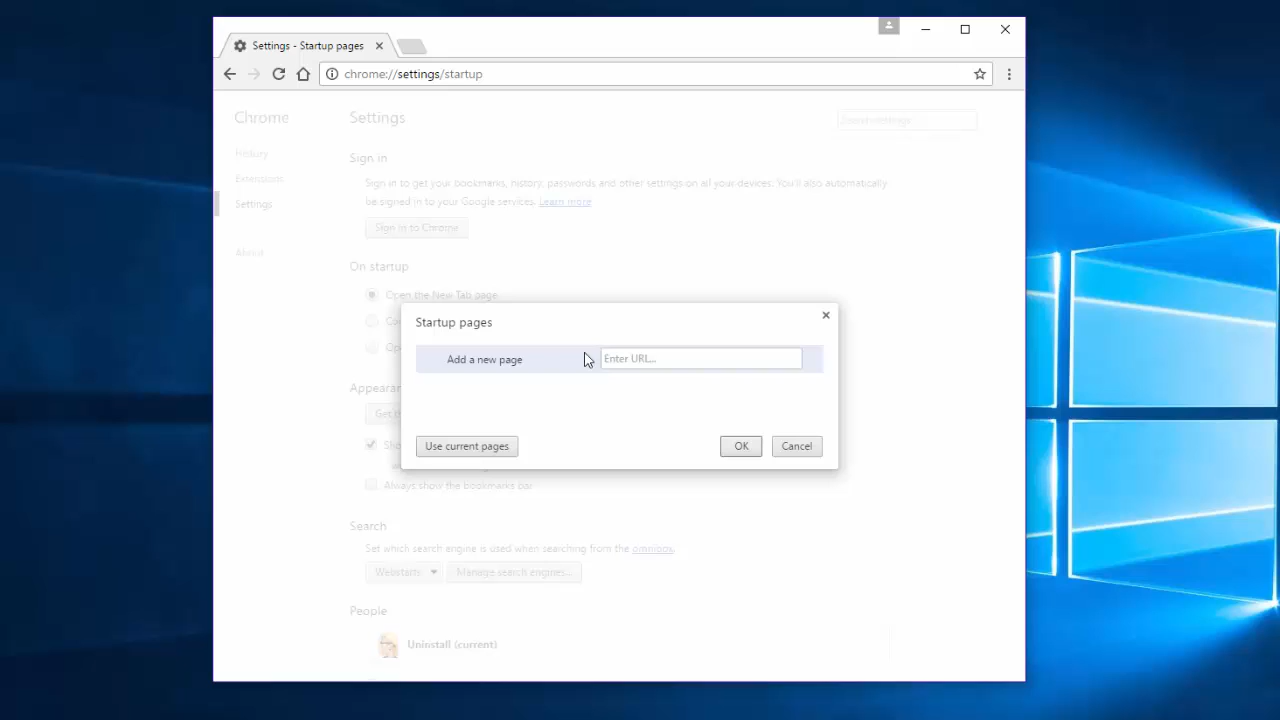 Settings - Startup pages
chrome://settings/startup
Chrome
Settings
History
Extensions
Settings
About
Sign in
Sign in to get your bookmarks, history, passwords and other settings on all your devices. You'll also automatically
be signed in to your Google services. Learn more
Sign in to Chrome
On startup
Open the New Tab page
Startup pages
Add a new page
Enter URL...
Use current pages
OK
Cancel
Always show the bookmarks bar
Search
Set which search engine is used when searching from the omnibox.
Webstarts
Manage search engines...
People
Uninstall (current)